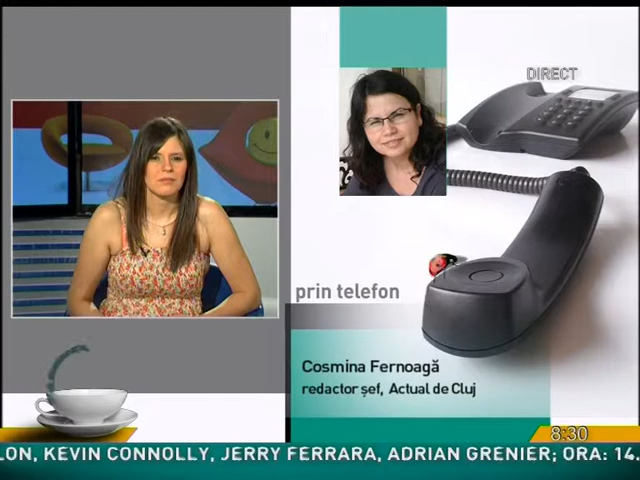 DIRECT
prin telefon
Cosmina Fernoagă
redactor șef, Actual de Cluj
8:30
LON, KEVIN CONNOLLY, JERRY FERRARA, ADRIAN GRENIER; ORA: 14.